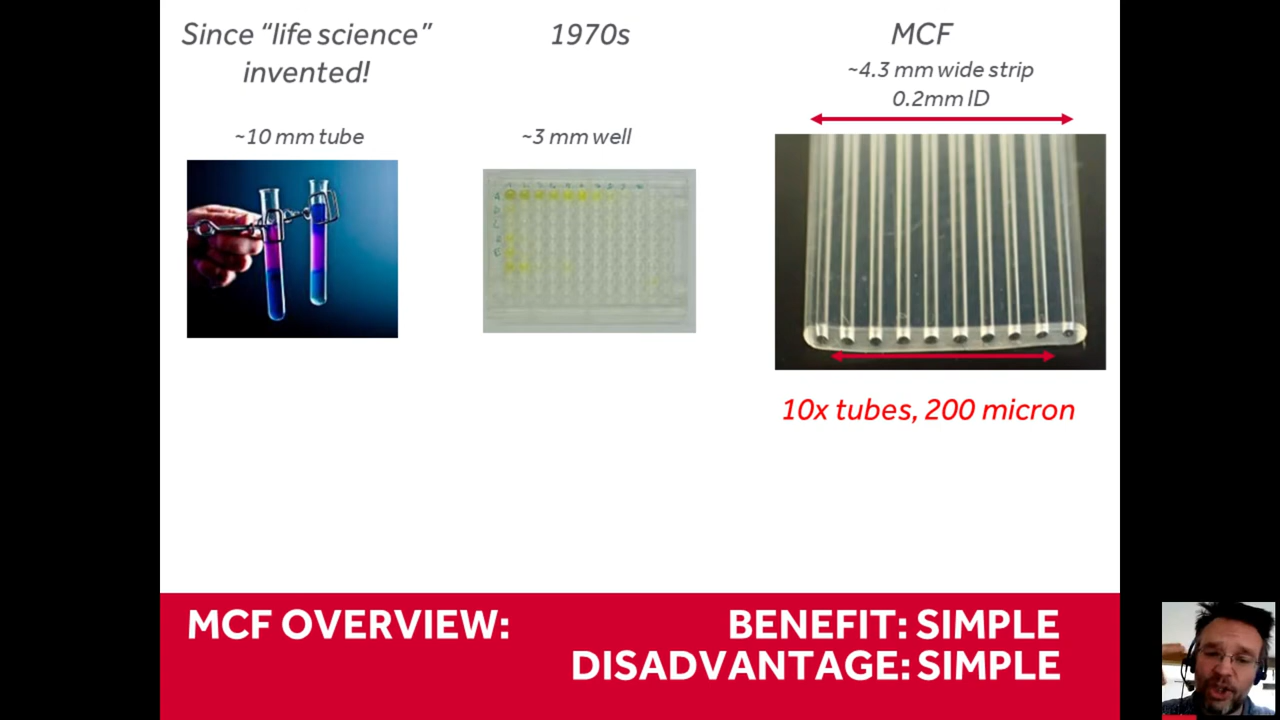 Since “life science”
invented!
~10 mm tube
1970s
~3 mm well
MCF
~4.3 mm wide strip
0.2mm ID
10x tubes, 200 micron
MCF OVERVIEW:
BENEFIT: SIMPLE
DISADVANTAGE: SIMPLE